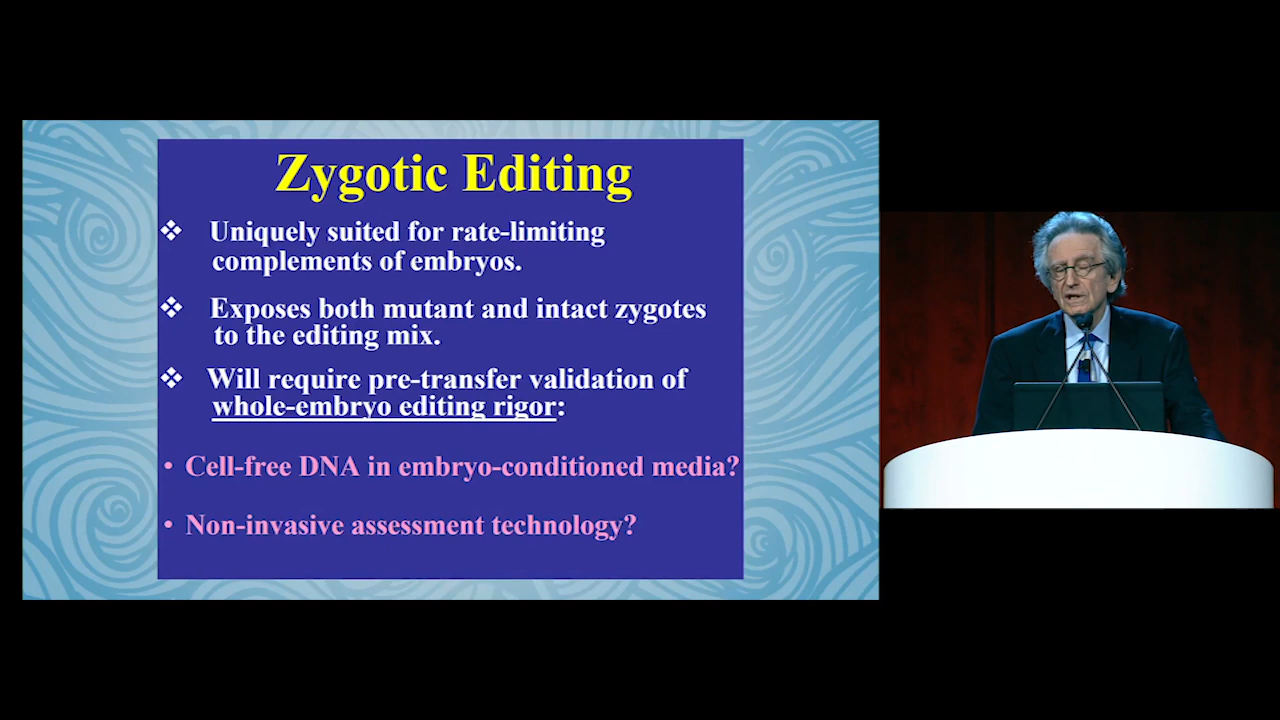 Zygotic Editing
❖ Uniquely suited for rate-limiting
complements of embryos.
❖ Exposes both mutant and intact zygotes
to the editing mix.
❖ Will require pre-transfer validation of
whole-embryo editing rigor:
• Cell-free DNA in embryo-conditioned media?
• Non-invasive assessment technology?